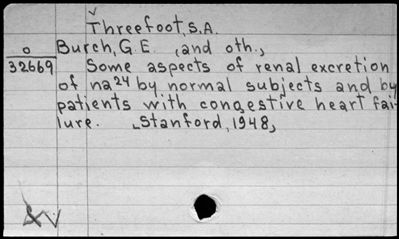 Threefoot, S.A.
o
32669
Burch, G.E. , and oth.,
Some aspects of renal excretion
of na24 by normal subjects and by
patients with congestive heart fai-
lure. Stanford, 1948,